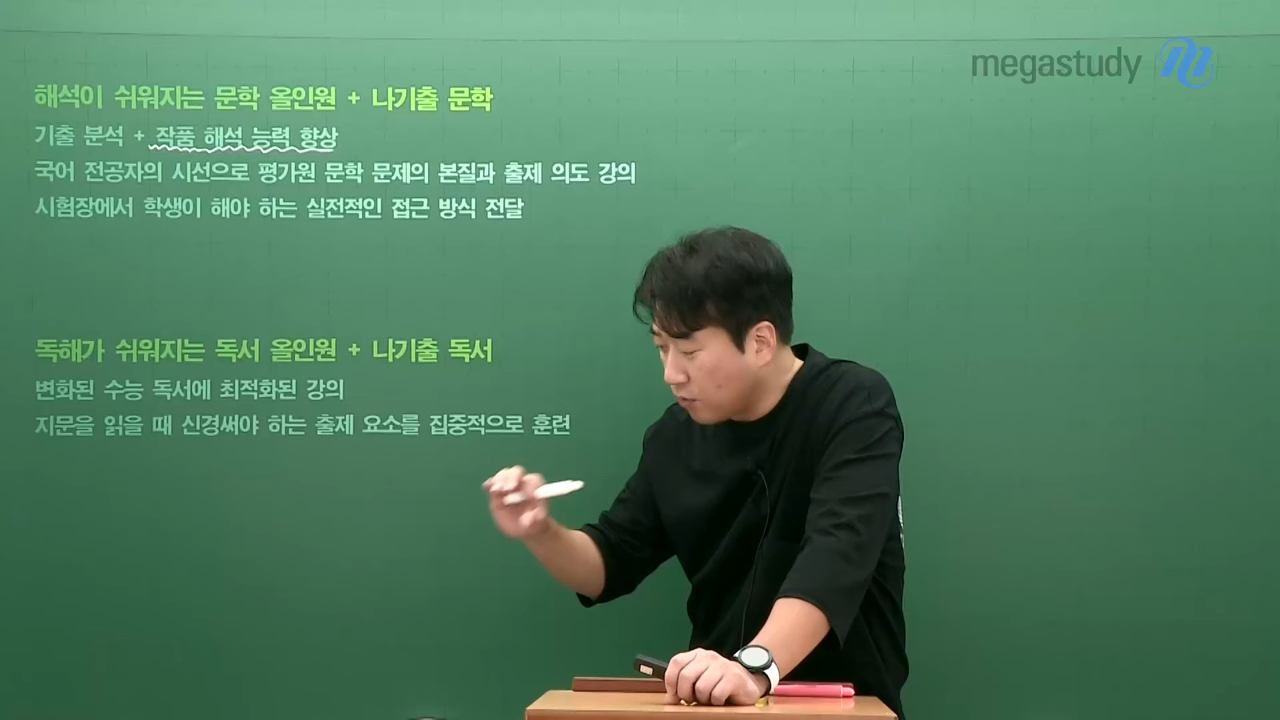 megastudy
해석이 쉬워지는 문학 올인원 + 나기출 문학
기출 분석 + 작품 해석 능력 향상
국어 전공자의 시선으로 평가원 문학 문제의 본질과 출제 의도 강의
시험장에서 학생이 해야 하는 실전적인 접근 방식 전달
독해가 쉬워지는 독서 올인원 + 나기출 독서
변화된 수능 독서에 최적화된 강의
지문을 읽을 때 신경써야 하는 출제 요소를 집중적으로 훈련